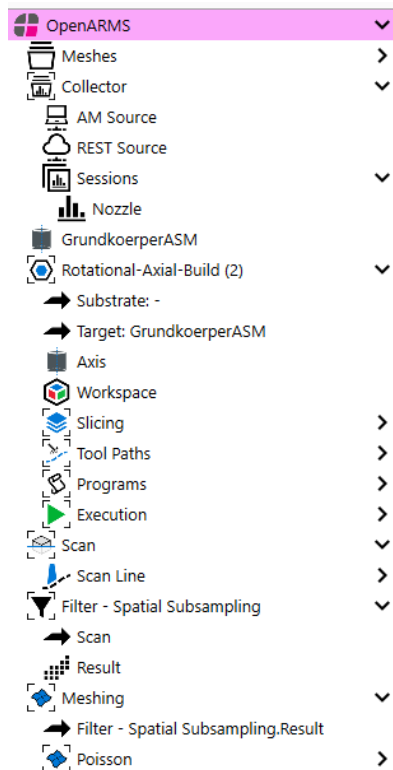 OpenARMS
Meshes
Collector
AM Source
REST Source
Sessions
Nozzle
GrundkoerperASM
Rotational-Axial-Build (2)
Substrate: -
Target: GrundkoerperASM
Axis
Workspace
Slicing
Tool Paths
Programs
Execution
Scan
Scan Line
Filter - Spatial Subsampling
Scan
Result
Meshing
Filter - Spatial Subsampling.Result
Poisson